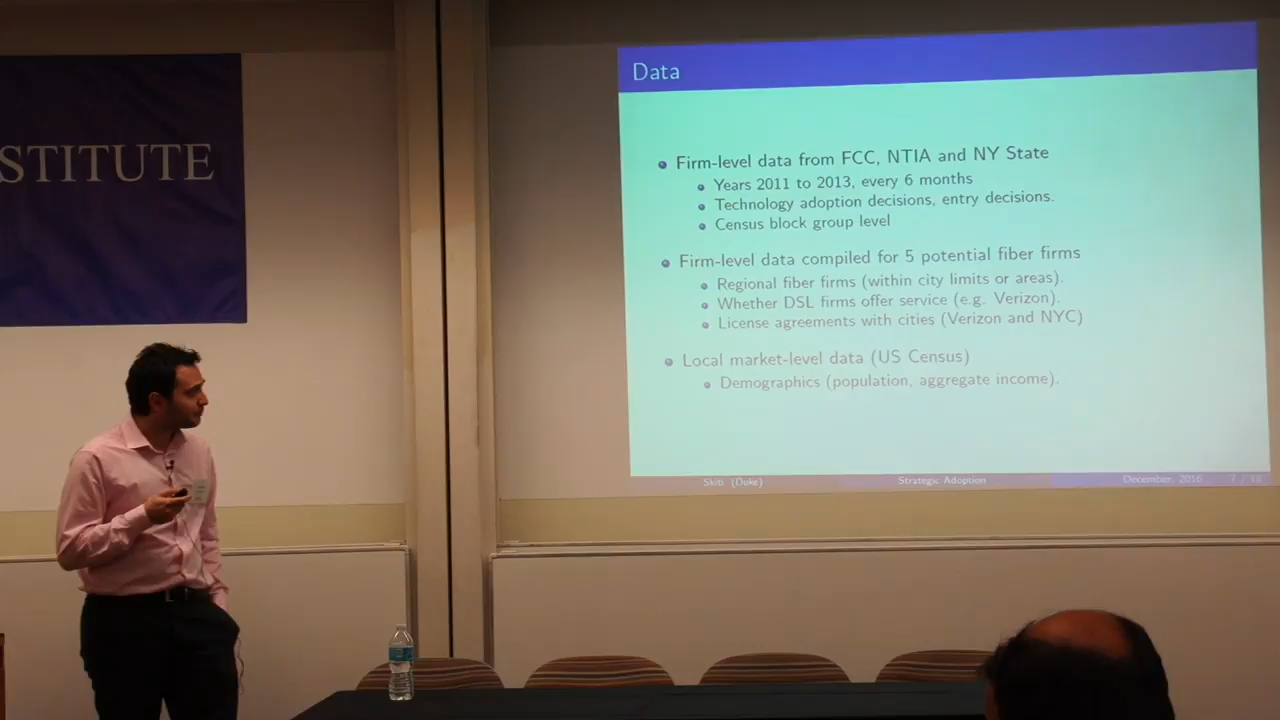 STITUTE
Data
Firm-level data from FCC, NTIA and NY State
Years 2011 to 2013, every 6 months
Technology adoption decisions, entry decisions.
Census block group level
Firm-level data compiled for 5 potential fiber firms
Regional fiber firms (within city limits or areas).
Whether DSL firms offer service (e.g. Verizon).
License agreements with cities (Verizon and NYC)
Local market-level data (US Census)
Demographics (population, aggregate income).
Skiti (Duke) Strategic Adoption December, 2016 7 /